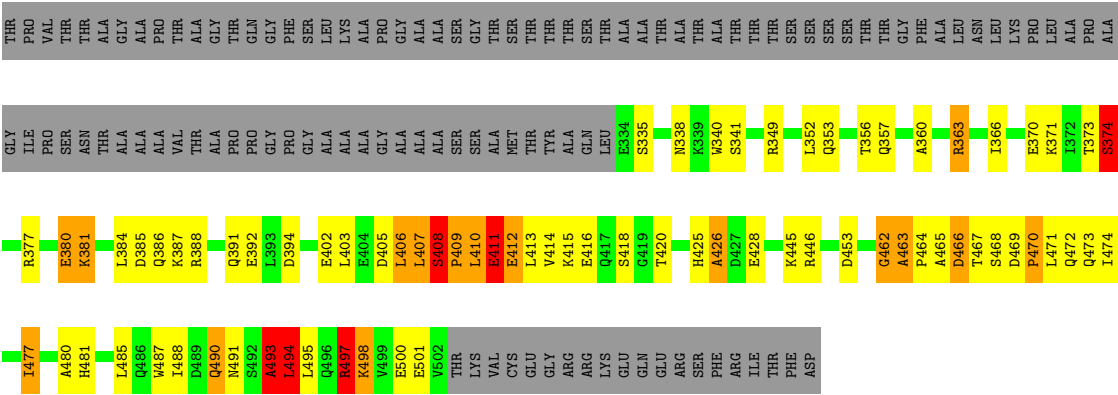 THR PRO VAL THR THR ALA GLY ALA PRO THR ALA GLY THR GLN GLY PHE SER LEU LYS ALA PRO GLY ALA ALA SER GLY THR THR SER THR THR THR THR SER THR ALA ALA THR ALA THR ALA THR THR THR SER SER SER SER THR THR GLY PHE ALA LEU ASN LEU LYS PRO LEU ALA PRO ALA
GLY ILE PRO SER ASN THR ALA ALA ALA ALA VAL THR ALA PRO PRO GLY PRO GLY ALA ALA ALA ALA GLY ALA ALA ALA SER SER ALA MET THR TYR ALA GLN LEU E334 S335 N338 K339 W340 S341 R349 L352 Q353 T356 Q357 A360 R363 I366 E370 K371 I372 T373 S374
R377 E380 K381 L384 D385 Q386 K387 R388 Q391 E392 L393 D394 E402 L403 E404 D405 L406 L407 S408 P409 L410 E411 E412 L413 V414 K415 E416 Q417 S418 G419 T420 H425 A426 D427 E428 K445 R446 D453 G462 A463 P464 A465 D466 T467 S468 D469 P470 L471 Q472 Q473 I474
I477 A480 H481 L485 Q486 W487 I488 D489 Q490 N491 S492 A493 L494 L495 Q496 R497 K498 V499 E500 E501 V502 THR LYS VAL CYS GLU GLY ARG ARG LYS GLU GLN GLU ARG SER PHE ARG ILE THR PHE ASP